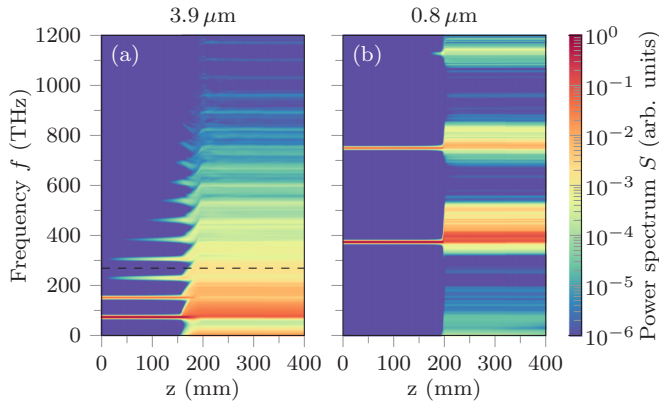 3.9 μm
0.8 μm
(a)
(b)
Frequency f (THz)
1200
1000
800
600
400
200
0
0 100 200 300 400
z (mm)
0 100 200 300 400
z (mm)
10^0
10^-1
10^-2
10^-3
10^-4
10^-5
10^-6
Power spectrum S (arb. units)